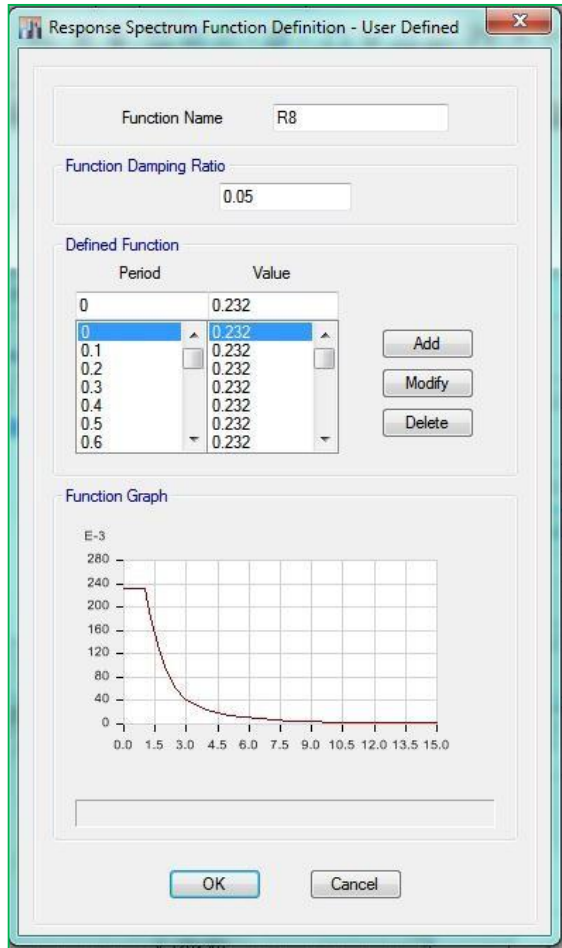 Response Spectrum Function Definition - User Defined
Function Name R8
Function Damping Ratio
0.05
Defined Function
Period Value
0 0.232
0 0.232
0.1 0.232
0.2 0.232
0.3 0.232
0.4 0.232
0.5 0.232
0.6 0.232
Add
Modify
Delete
Function Graph
E-3
280
240
200
160
120
80
40
0
0.0 1.5 3.0 4.5 6.0 7.5 9.0 10.5 12.0 13.5 15.0
OK Cancel